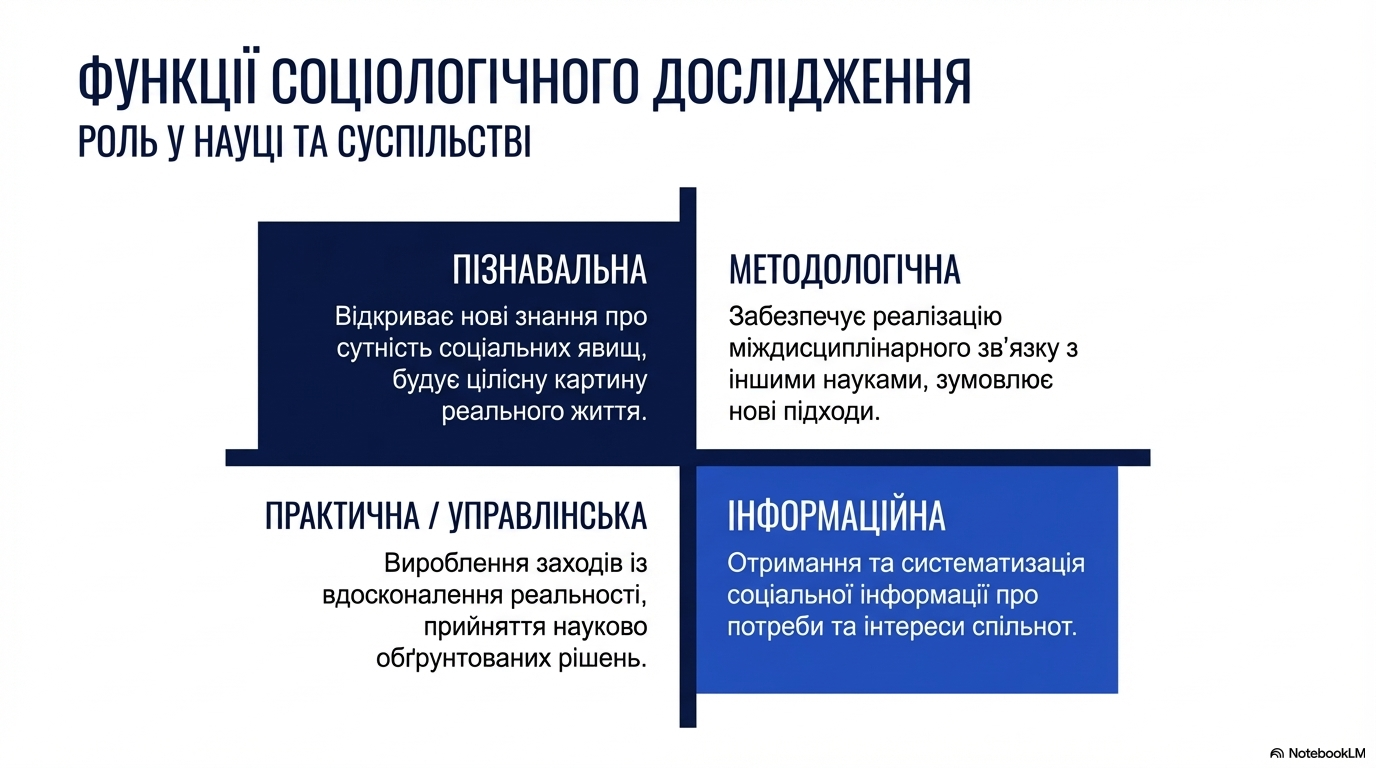 ФУНКЦІЇ СОЦІОЛОГІЧНОГО ДОСЛІДЖЕННЯ
РОЛЬ У НАУЦІ ТА СУСПІЛЬСТВІ
ПІЗНАВАЛЬНА
Відкриває нові знання про
сутність соціальних явищ,
будує цілісну картину
реального життя.
МЕТОДОЛОГІЧНА
Забезпечує реалізацію
міждисциплінарного зв’язку з
іншими науками, зумовлює
нові підходи.
ПРАКТИЧНА / УПРАВЛІНСЬКА
Вироблення заходів із
вдосконалення реальності,
прийняття науково
обґрунтованих рішень.
ІНФОРМАЦІЙНА
Отримання та систематизація
соціальної інформації про
потреби та інтереси спільнот.
NotebookLM